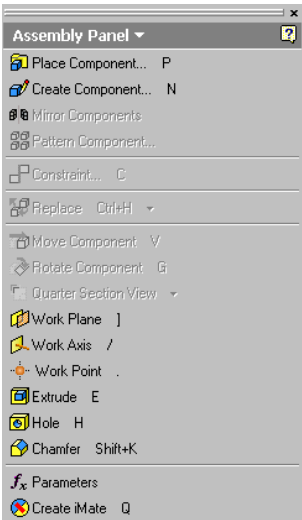 Assembly Panel
Place Component... P
Create Component... N
Mirror Components
Pattern Component...
Constraint... C
Replace Ctrl+H
Move Component V
Rotate Component G
Quarter Section View
Work Plane ]
Work Axis /
Work Point .
Extrude E
Hole H
Chamfer Shift+K
fx Parameters
Create iMate Q